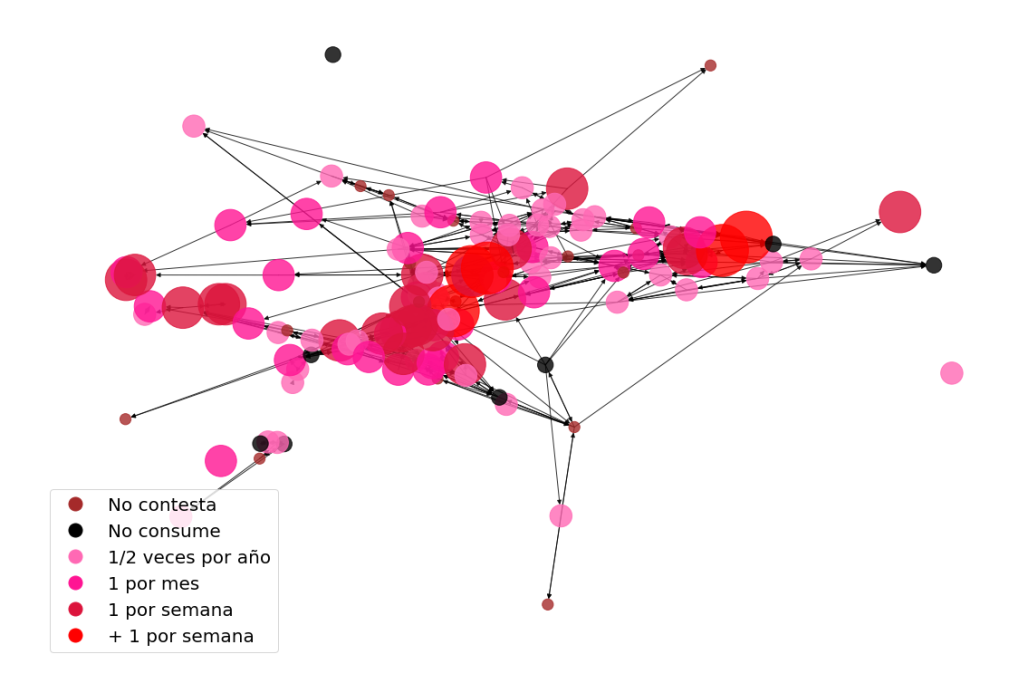 No contesta
No consume
1/2 veces por año
1 por mes
1 por semana
+ 1 por semana